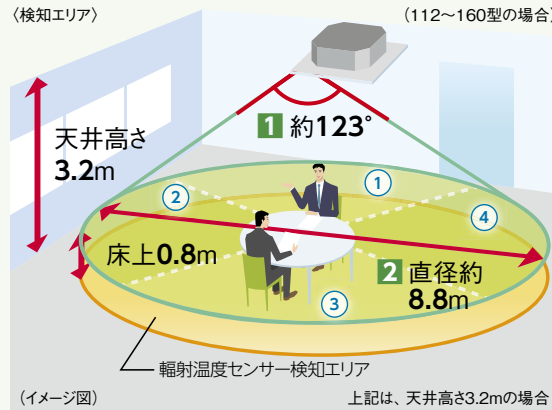 〈検知エリア〉
(112〜160型の場合)
天井高さ
3.2m
1 約123°
①
②
④
床上0.8m
2 直径約
8.8m
③
輻射温度センサー検知エリア
(イメージ図)
上記は、天井高さ3.2mの場合